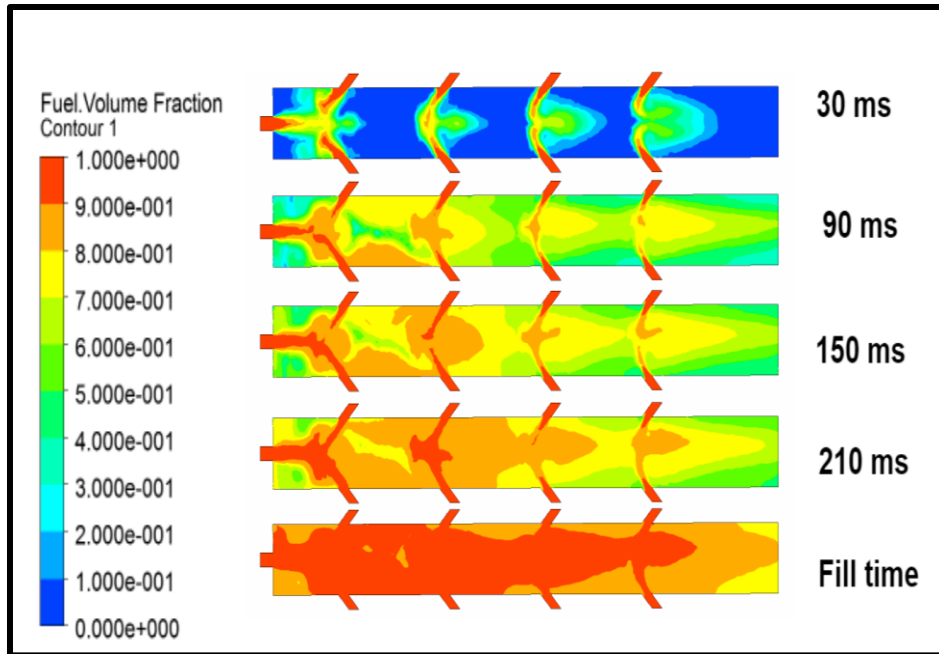 Fuel.Volume Fraction
Contour 1
1.000e+000
9.000e-001
8.000e-001
7.000e-001
6.000e-001
5.000e-001
4.000e-001
3.000e-001
2.000e-001
1.000e-001
0.000e+000
30 ms
90 ms
150 ms
210 ms
Fill time